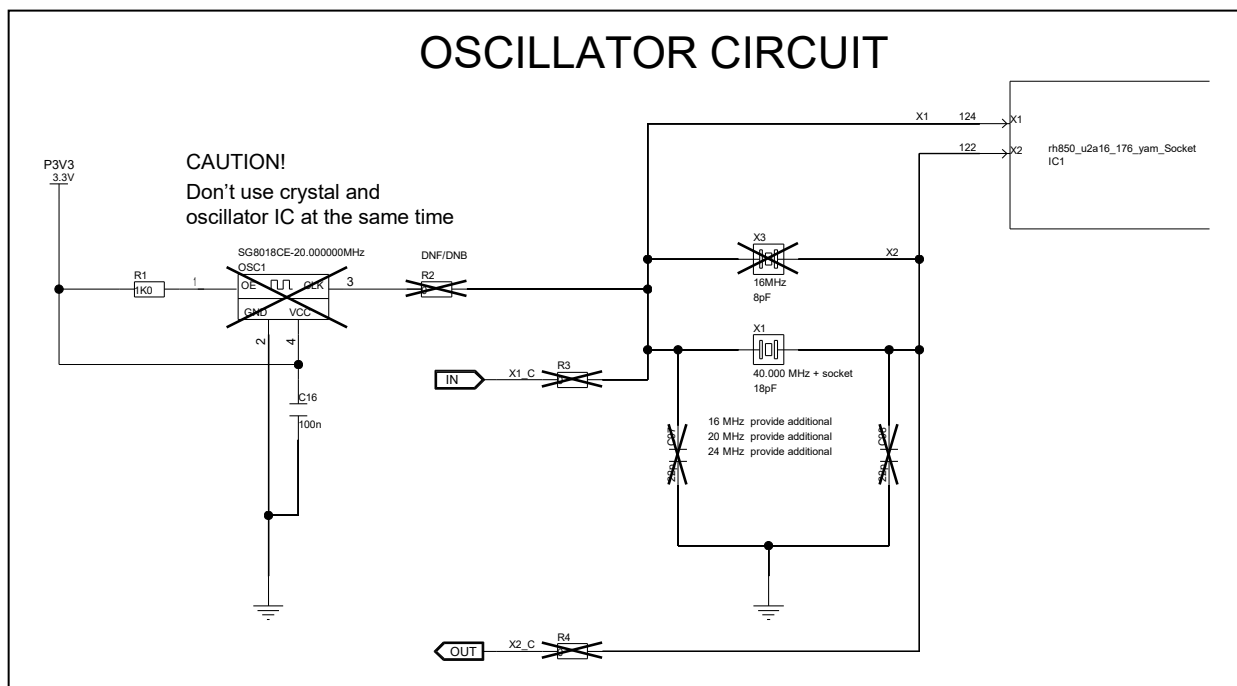 OSCILLATOR CIRCUIT
X1
124
X1
122
X2
rh850_u2a16_176_yam_Socket
IC1
P3V3
3.3V
CAUTION!
Don't use crystal and
oscillator IC at the same time
SG8018CE-20.000000MHz
OSC1
DNF/DNB
R1
1K0
1
OE
CLK
3
R2
GND
VCC
2
4
X3
X2
16MHz
8pF
X1
40.000 MHz + socket
18pF
IN
X1_C
R3
C16
100n
16 MHz provide additional
20 MHz provide additional
24 MHz provide additional
OUT
X2_C
R4